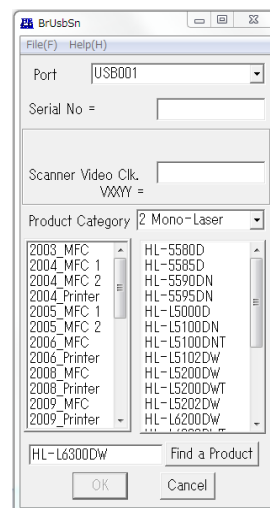 BrUsbSn
File(F) Help(H)
Port USB001
Serial No =
Scanner Video Clk.
VXXYY =
Product Category 2 Mono-Laser
2003_MFC
2004_MFC 1
2004_MFC 2
2004_Printer
2005_MFC 1
2005_MFC 2
2006_MFC
2006_Printer
2008_MFC
2008_Printer
2009_MFC
2009_Printer
HL-5580D
HL-5585D
HL-5590DN
HL-5595DN
HL-L5000D
HL-L5100DN
HL-L5100DNT
HL-L5102DW
HL-L5200DW
HL-L5200DWT
HL-L5202DW
HL-L6200DW
HL-L6300DW Find a Product
OK Cancel